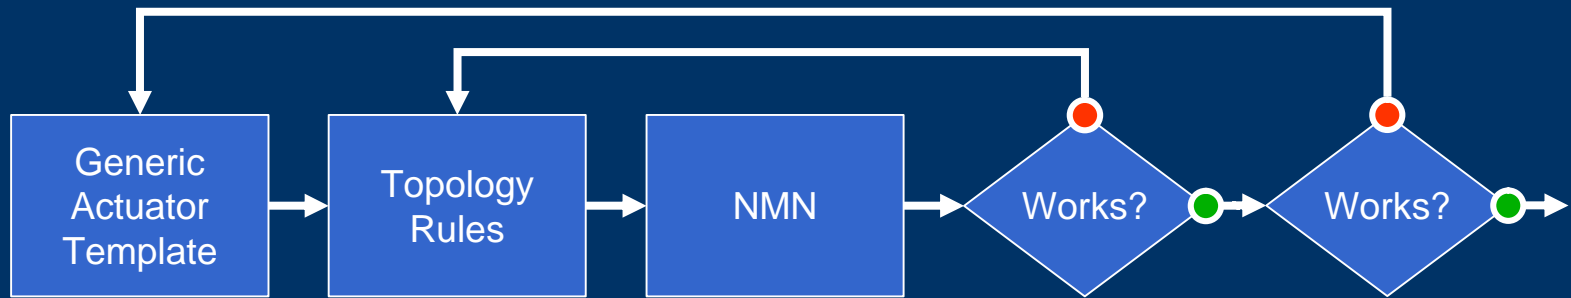 Generic
Actuator
Template
Topology
Rules
NMN
Works?
Works?